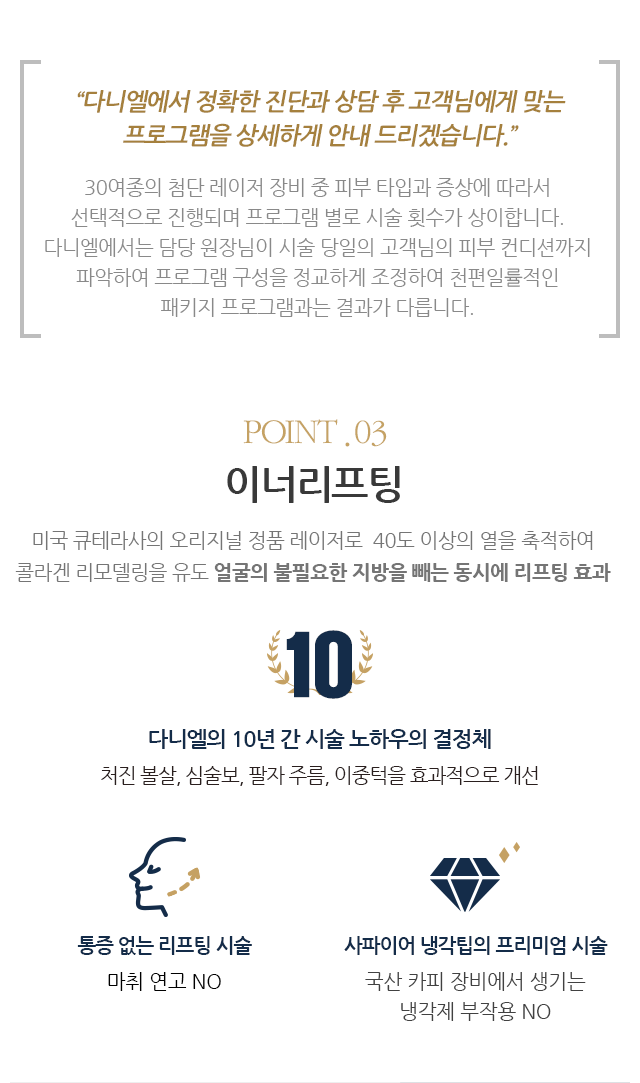 “다니엘에서 정확한 진단과 상담 후 고객님에게 맞는
프로그램을 상세하게 안내 드리겠습니다.”
30여종의 첨단 레이저 장비 중 피부 타입과 증상에 따라서
선택적으로 진행되며 프로그램 별로 시술 횟수가 상이합니다.
다니엘에서는 담당 원장님이 시술 당일의 고객님의 피부 컨디션까지
파악하여 프로그램 구성을 정교하게 조정하여 천편일률적인
패키지 프로그램과는 결과가 다릅니다.
POINT . 03
이너리프팅
미국 큐테라사의 오리지널 정품 레이저로 40도 이상의 열을 축적하여
콜라겐 리모델링을 유도 얼굴의 불필요한 지방을 빼는 동시에 리프팅 효과
10
다니엘의 10년 간 시술 노하우의 결정체
처진 볼살, 심술보, 팔자 주름, 이중턱을 효과적으로 개선
통증 없는 리프팅 시술
마취 연고 NO
사파이어 냉각팁의 프리미엄 시술
국산 카피 장비에서 생기는
냉각제 부작용 NO